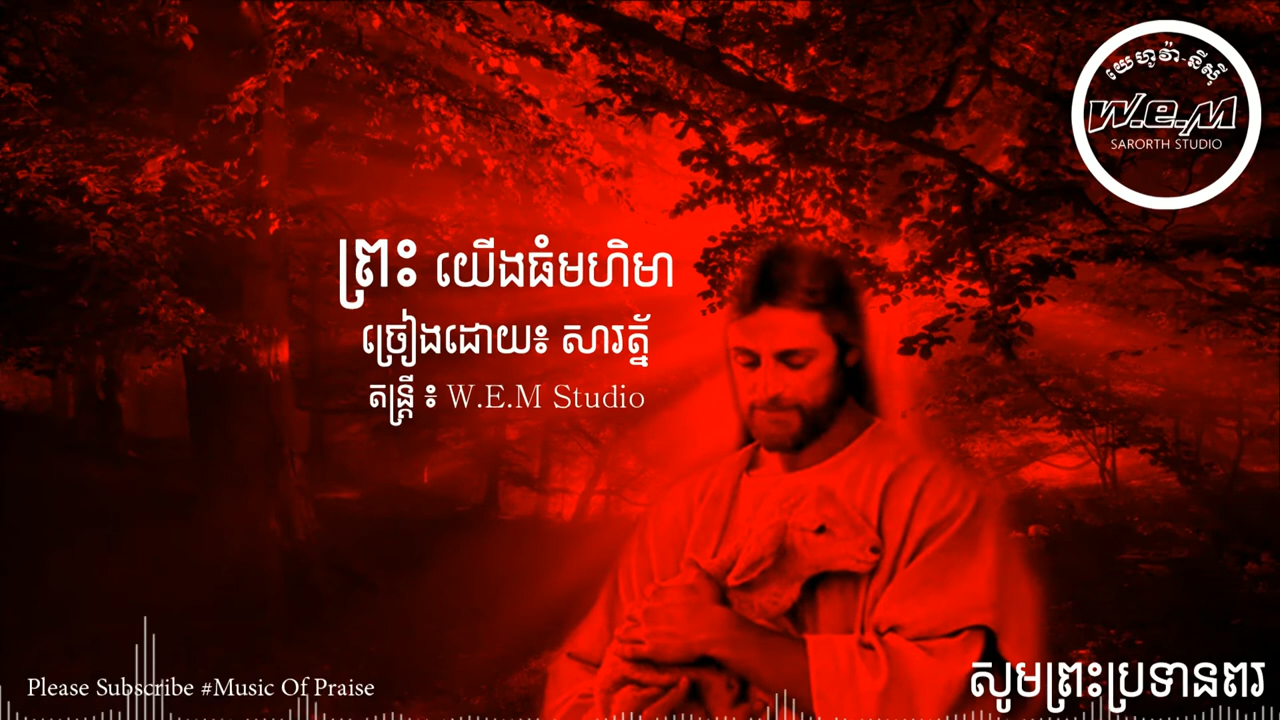 យេហូវ៉ា-នីស៊ី
W.e.M
SARORTH STUDIO
ព្រះ យើងធំមហិមា
ច្រៀងដោយ៖ សារត្ន័
តន្ត្រី ៖ W.E.M Studio
Please Subscribe #Music Of Praise
សូមព្រះប្រទានពរ